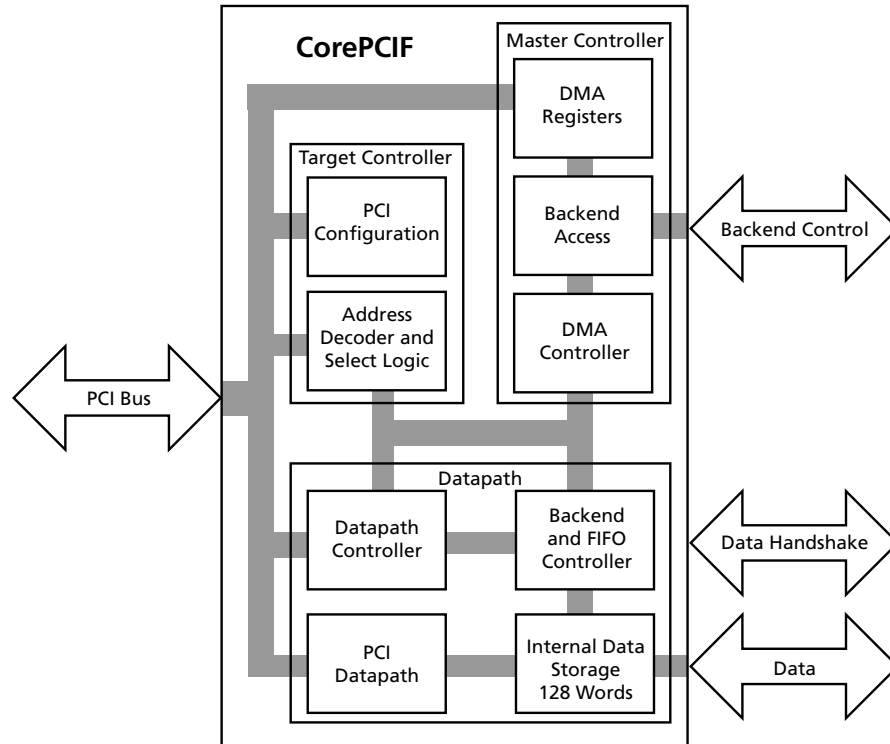 CorePCIF
Master Controller
DMA
Registers
Target Controller
PCI
Configuration
Backend
Access
Backend Control
Address
Decoder and
Select Logic
DMA
Controller
PCI Bus
Datapath
Datapath
Controller
Backend
and FIFO
Controller
Data Handshake
PCI
Datapath
Internal Data
Storage
128 Words
Data